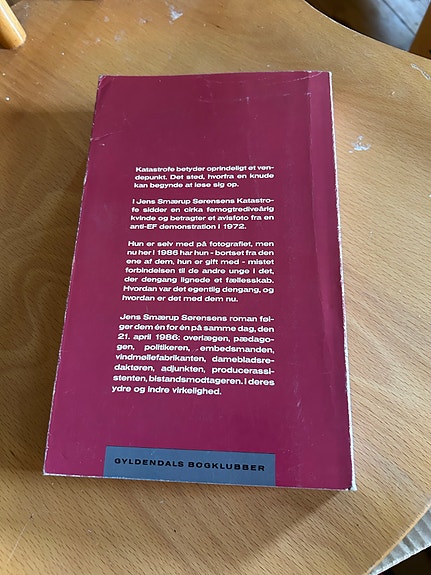 Katastrofe betyder oprindeligt et ven-
depunkt. Det sted, hvorfra en knude
kan begynde at løse sig op.
I Jens Smærup Sørensens Katastro-
fe sidder en cirka femogtrediveårig
kvinde og betragter et avisfoto fra en
anti-EF demonstration i 1972.
Hun er selv med på fotografiet, men
nu her i 1986 har hun - bortset fra den
ene af dem, hun er gift med - mistet
forbindelsen til de andre unge i det,
der dengang lignede et fællesskab.
Hvordan var det egentlig dengang, og
hvordan er det med dem nu.
Jens Smærup Sørensens roman føl-
ger dem én for én på samme dag, den
21. april 1986: overlægen, pædago-
gen, politikeren, embedsmanden,
vindmøllefabrikanten, damebladsre-
daktøren, adjunkten, producerassi-
stenten, bistandsmodtageren. I deres
ydre og indre virkelighed.
GYLDENDALS BOGKLUBBER